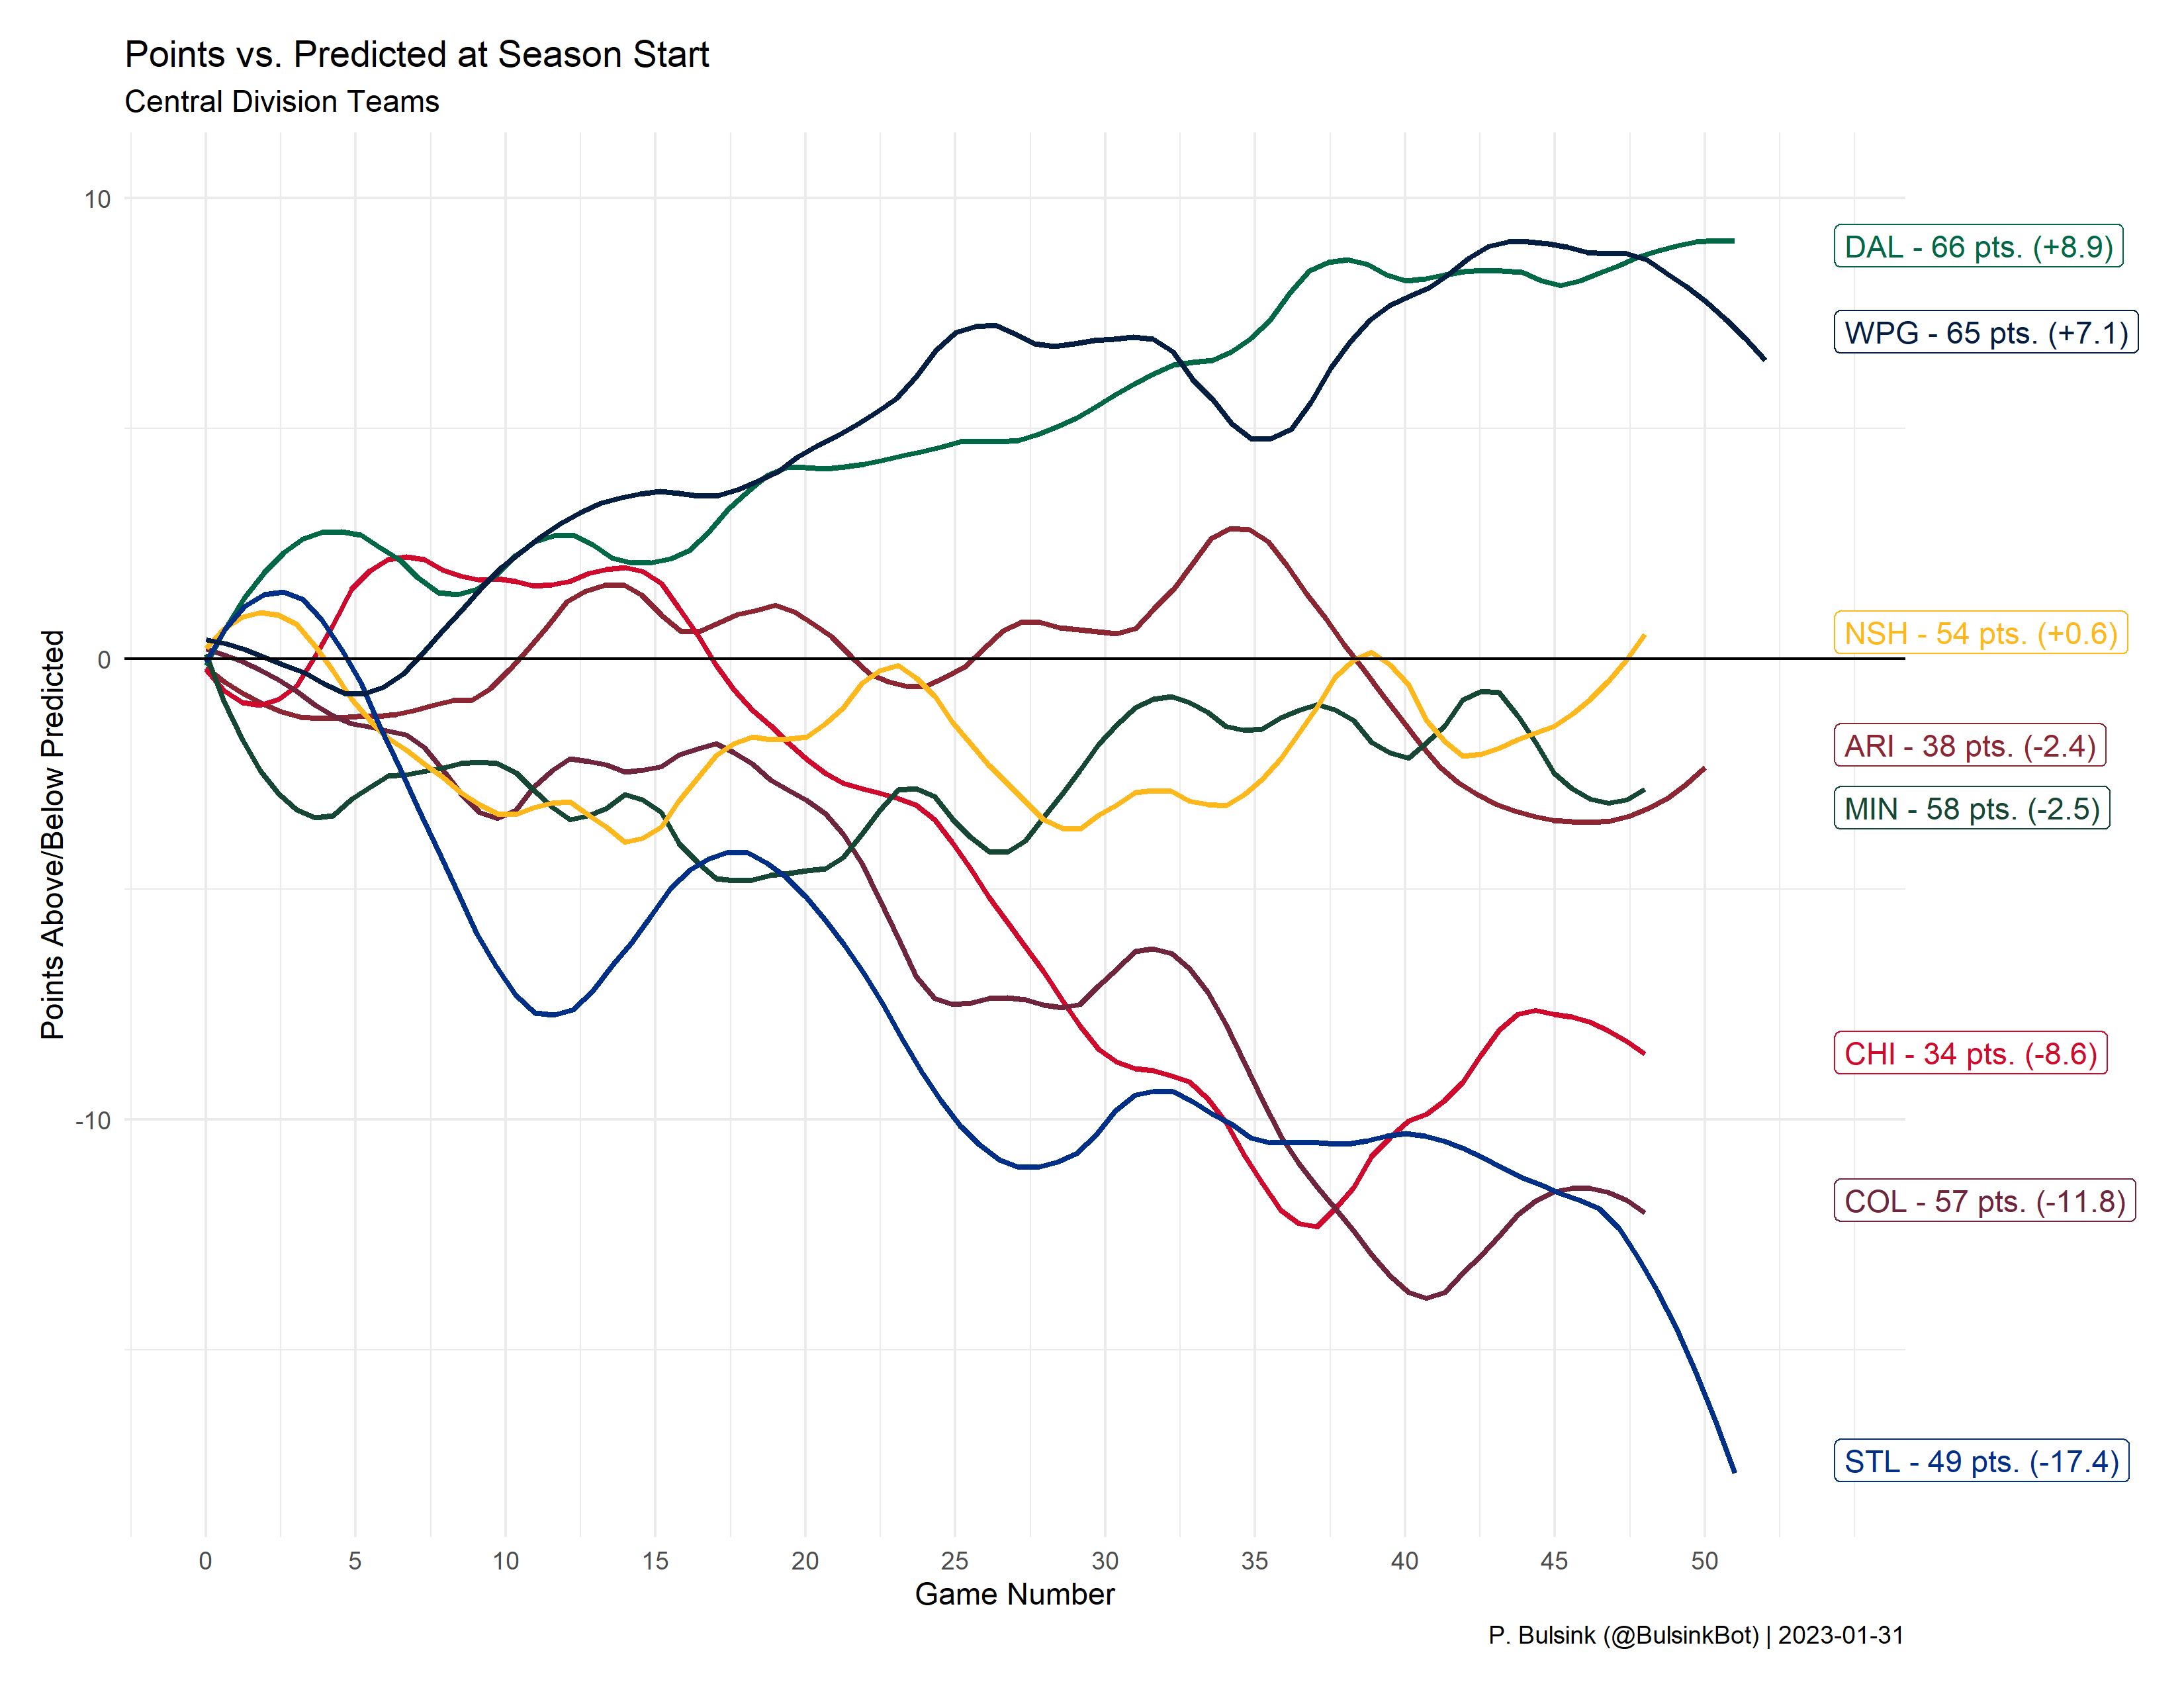 Points vs. Predicted at Season Start
Central Division Teams
Points Above/Below Predicted
10
0
-10
DAL - 66 pts. (+8.9)
WPG - 65 pts. (+7.1)
NSH - 54 pts. (+0.6)
ARI - 38 pts. (-2.4)
MIN - 58 pts. (-2.5)
CHI - 34 pts. (-8.6)
COL - 57 pts. (-11.8)
STL - 49 pts. (-17.4)
0 5 10 15 20 25 30 35 40 45 50
Game Number
P. Bulsink (@BulsinkBot) | 2023-01-31